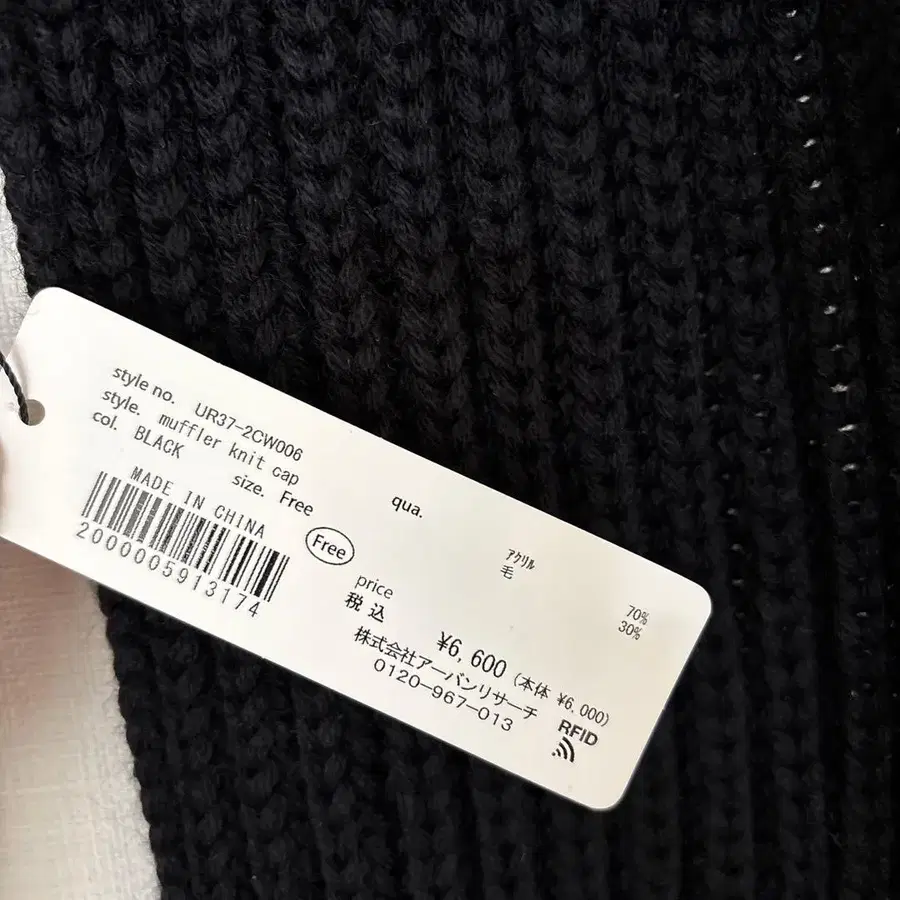 style no. UR37-2CW006
style. muffler knit cap
col. BLACK
size. Free
MADE IN CHINA
2000005913174
Free
qua.
アクリル 70%
毛 30%
price
税込 ¥6,600 (本体 ¥6,000)
株式会社アーバンリサーチ
0120-967-013
RFID